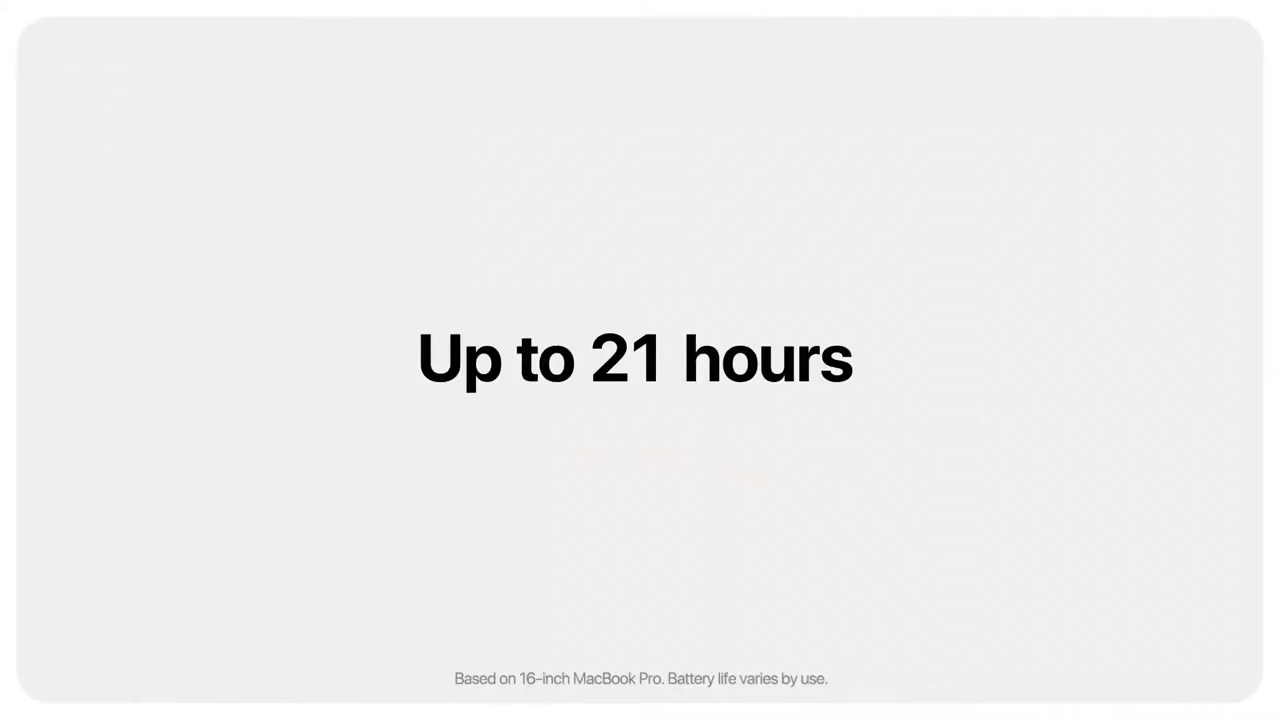 Up to 21 hours
Based on 16-inch MacBook Pro. Battery life varies by use.